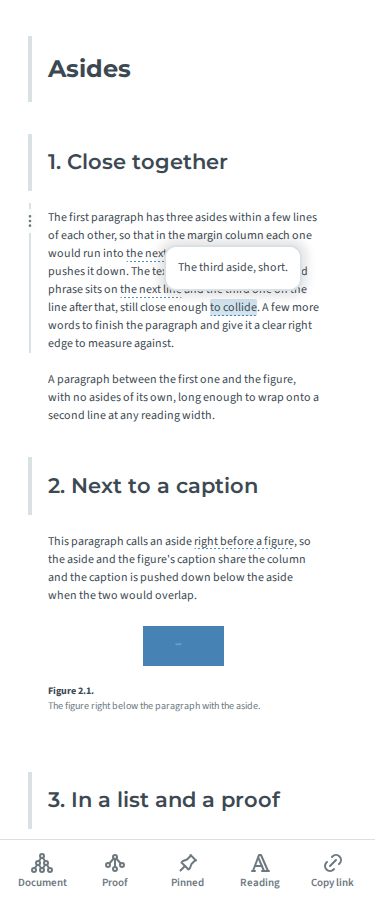 Asides
1. Close together
The first paragraph has three asides within a few lines
of each other, so that in the margin column each one
would run into the next
pushes it down. The
The third aside, short.
phrase sits on the next line and the third one on the
line after that, still close enough to collide. A few more
words to finish the paragraph and give it a clear right
edge to measure against.
A paragraph between the first one and the figure,
with no asides of its own, long enough to wrap onto a
second line at any reading width.
2. Next to a caption
This paragraph calls an aside right before a figure, so
the aside and the figure's caption share the column
and the caption is pushed down below the aside
when the two would overlap.
Figure 2.1.
The figure right below the paragraph with the aside.
3. In a list and a proof
Document
Proof
Pinned
Reading
Copy link